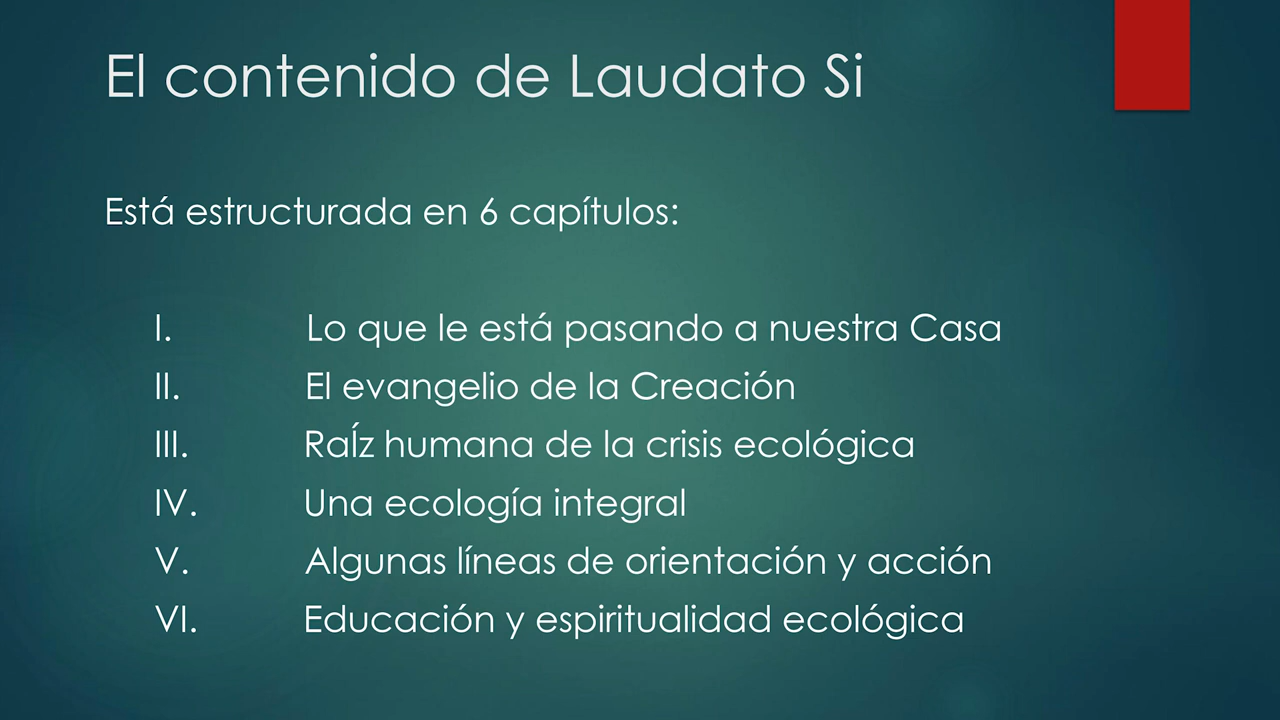 El contenido de Laudato Si
Está estructurada en 6 capítulos:
I. Lo que le está pasando a nuestra Casa
II. El evangelio de la Creación
III. RaÍz humana de la crisis ecológica
IV. Una ecología integral
V. Algunas líneas de orientación y acción
VI. Educación y espiritualidad ecológica